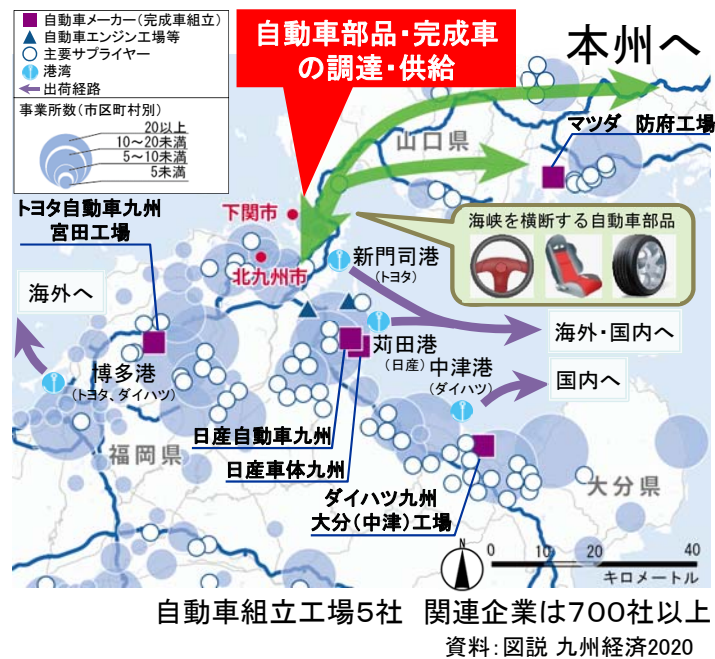 自動車メーカー(完成車組立)
自動車エンジン工場等
主要サプライヤー
港湾
出荷経路
事業所数(市区町村別)
20以上
10~20未満
5~10未満
5未満
自動車部品・完成車
の調達・供給
本州へ
山口県
マツダ 防府工場
トヨタ自動車九州
宮田工場
下関市
北九州市
海峡を横断する自動車部品
新門司港
(トヨタ)
海外へ
海外・国内へ
苅田港
(日産)
中津港
(ダイハツ)
国内へ
博多港
(トヨタ、ダイハツ)
福岡県
日産自動車九州
日産車体九州
ダイハツ九州
大分(中津)工場
大分県
N
0 10 20 40
キロメートル
自動車組立工場5社 関連企業は700社以上
資料:図説 九州経済2020